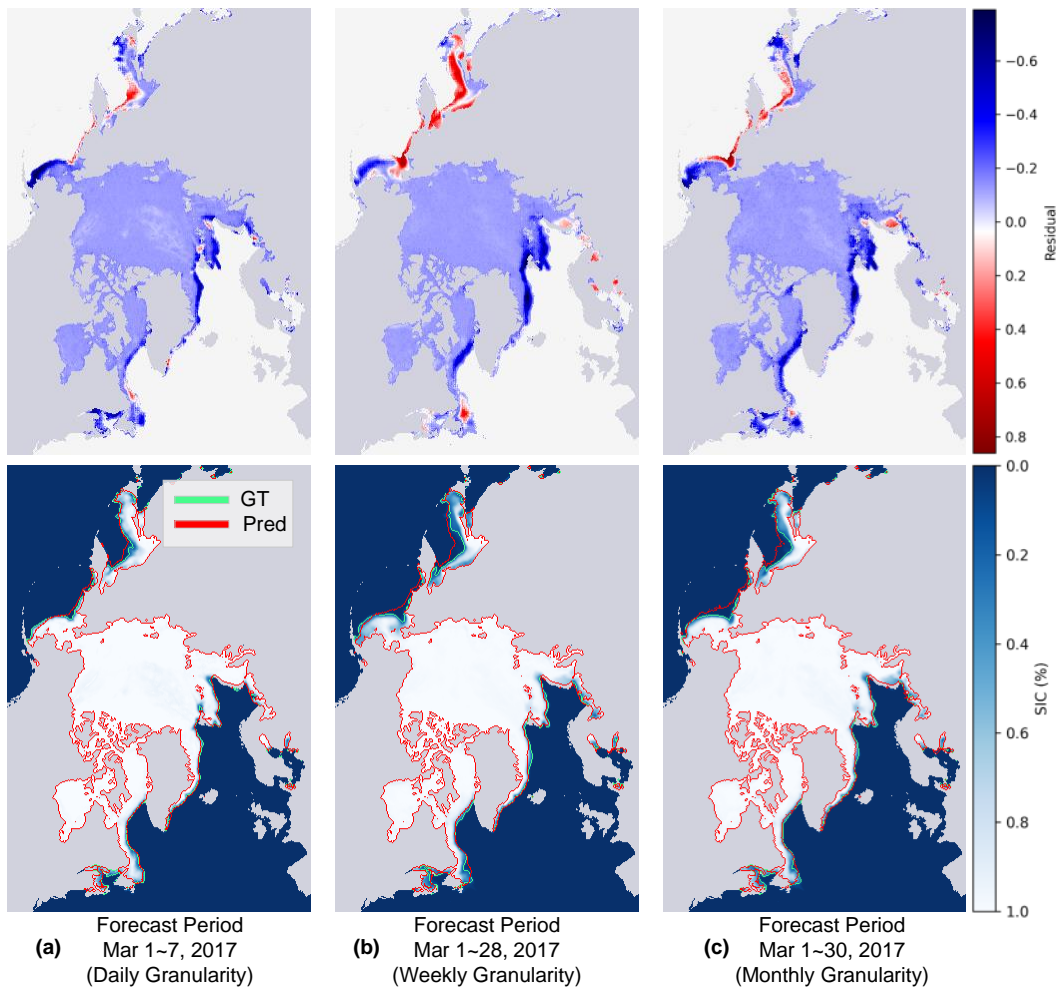 −0.6
−0.4
−0.2
0.0
0.2
0.4
0.6
0.8
Residual
GT
Pred
0.0
0.2
0.4
0.6
0.8
1.0
SIC (%)
(a)
Forecast Period
Mar 1~7, 2017
(Daily Granularity)
(b)
Forecast Period
Mar 1~28, 2017
(Weekly Granularity)
(c)
Forecast Period
Mar 1~30, 2017
(Monthly Granularity)